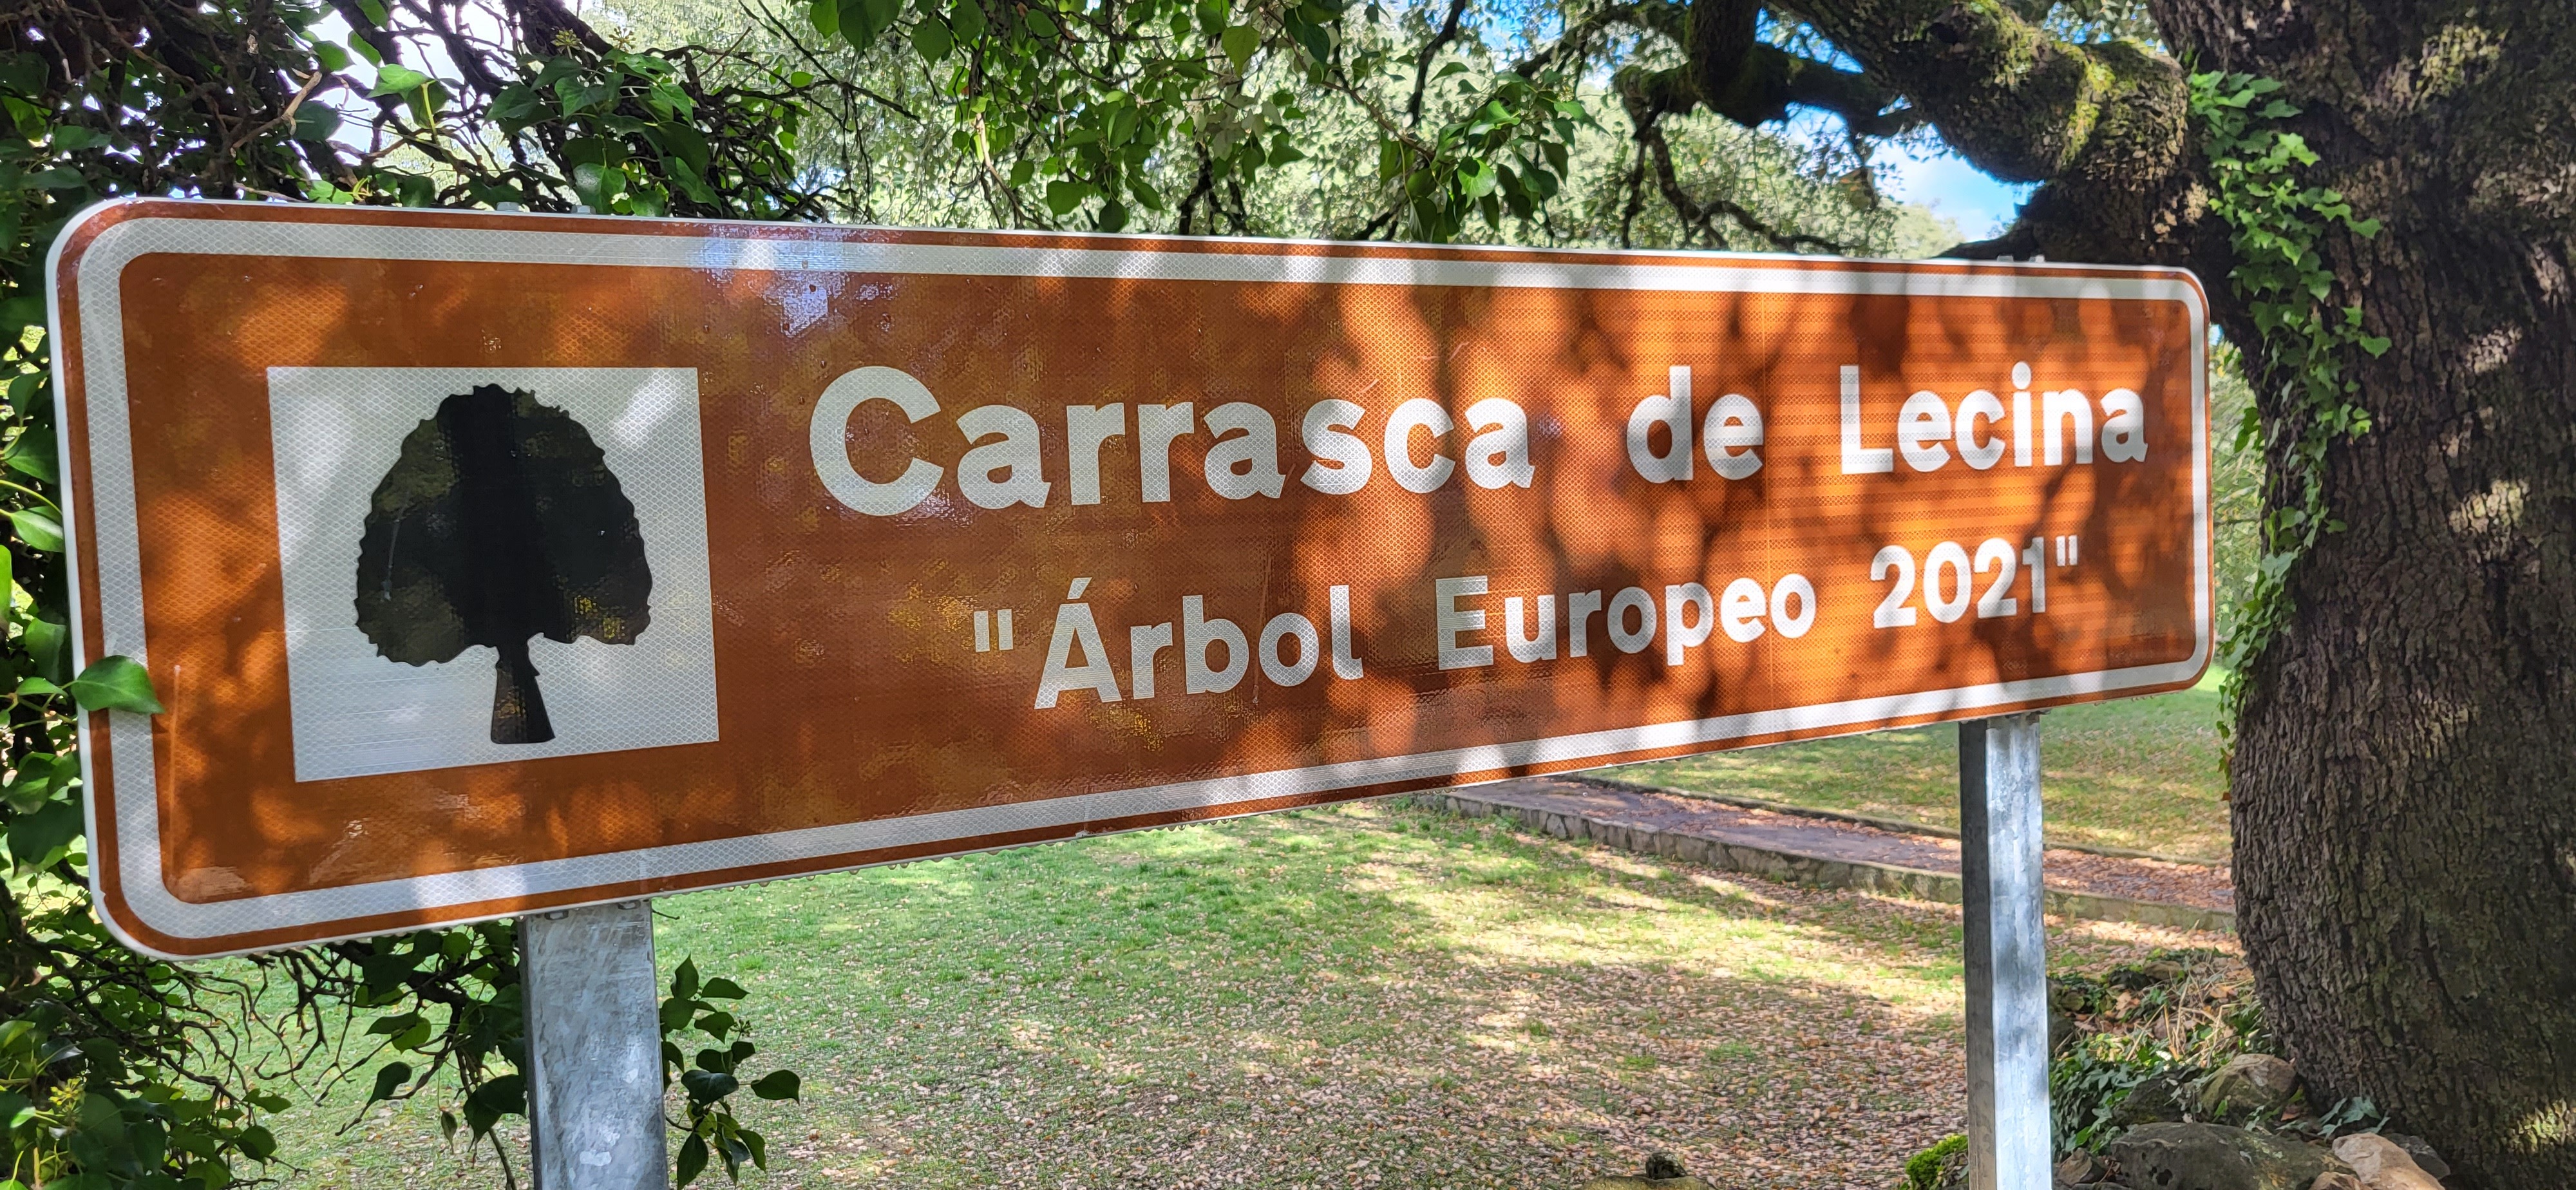 Carrasca de Lecina
"Árbol Europeo 2021"